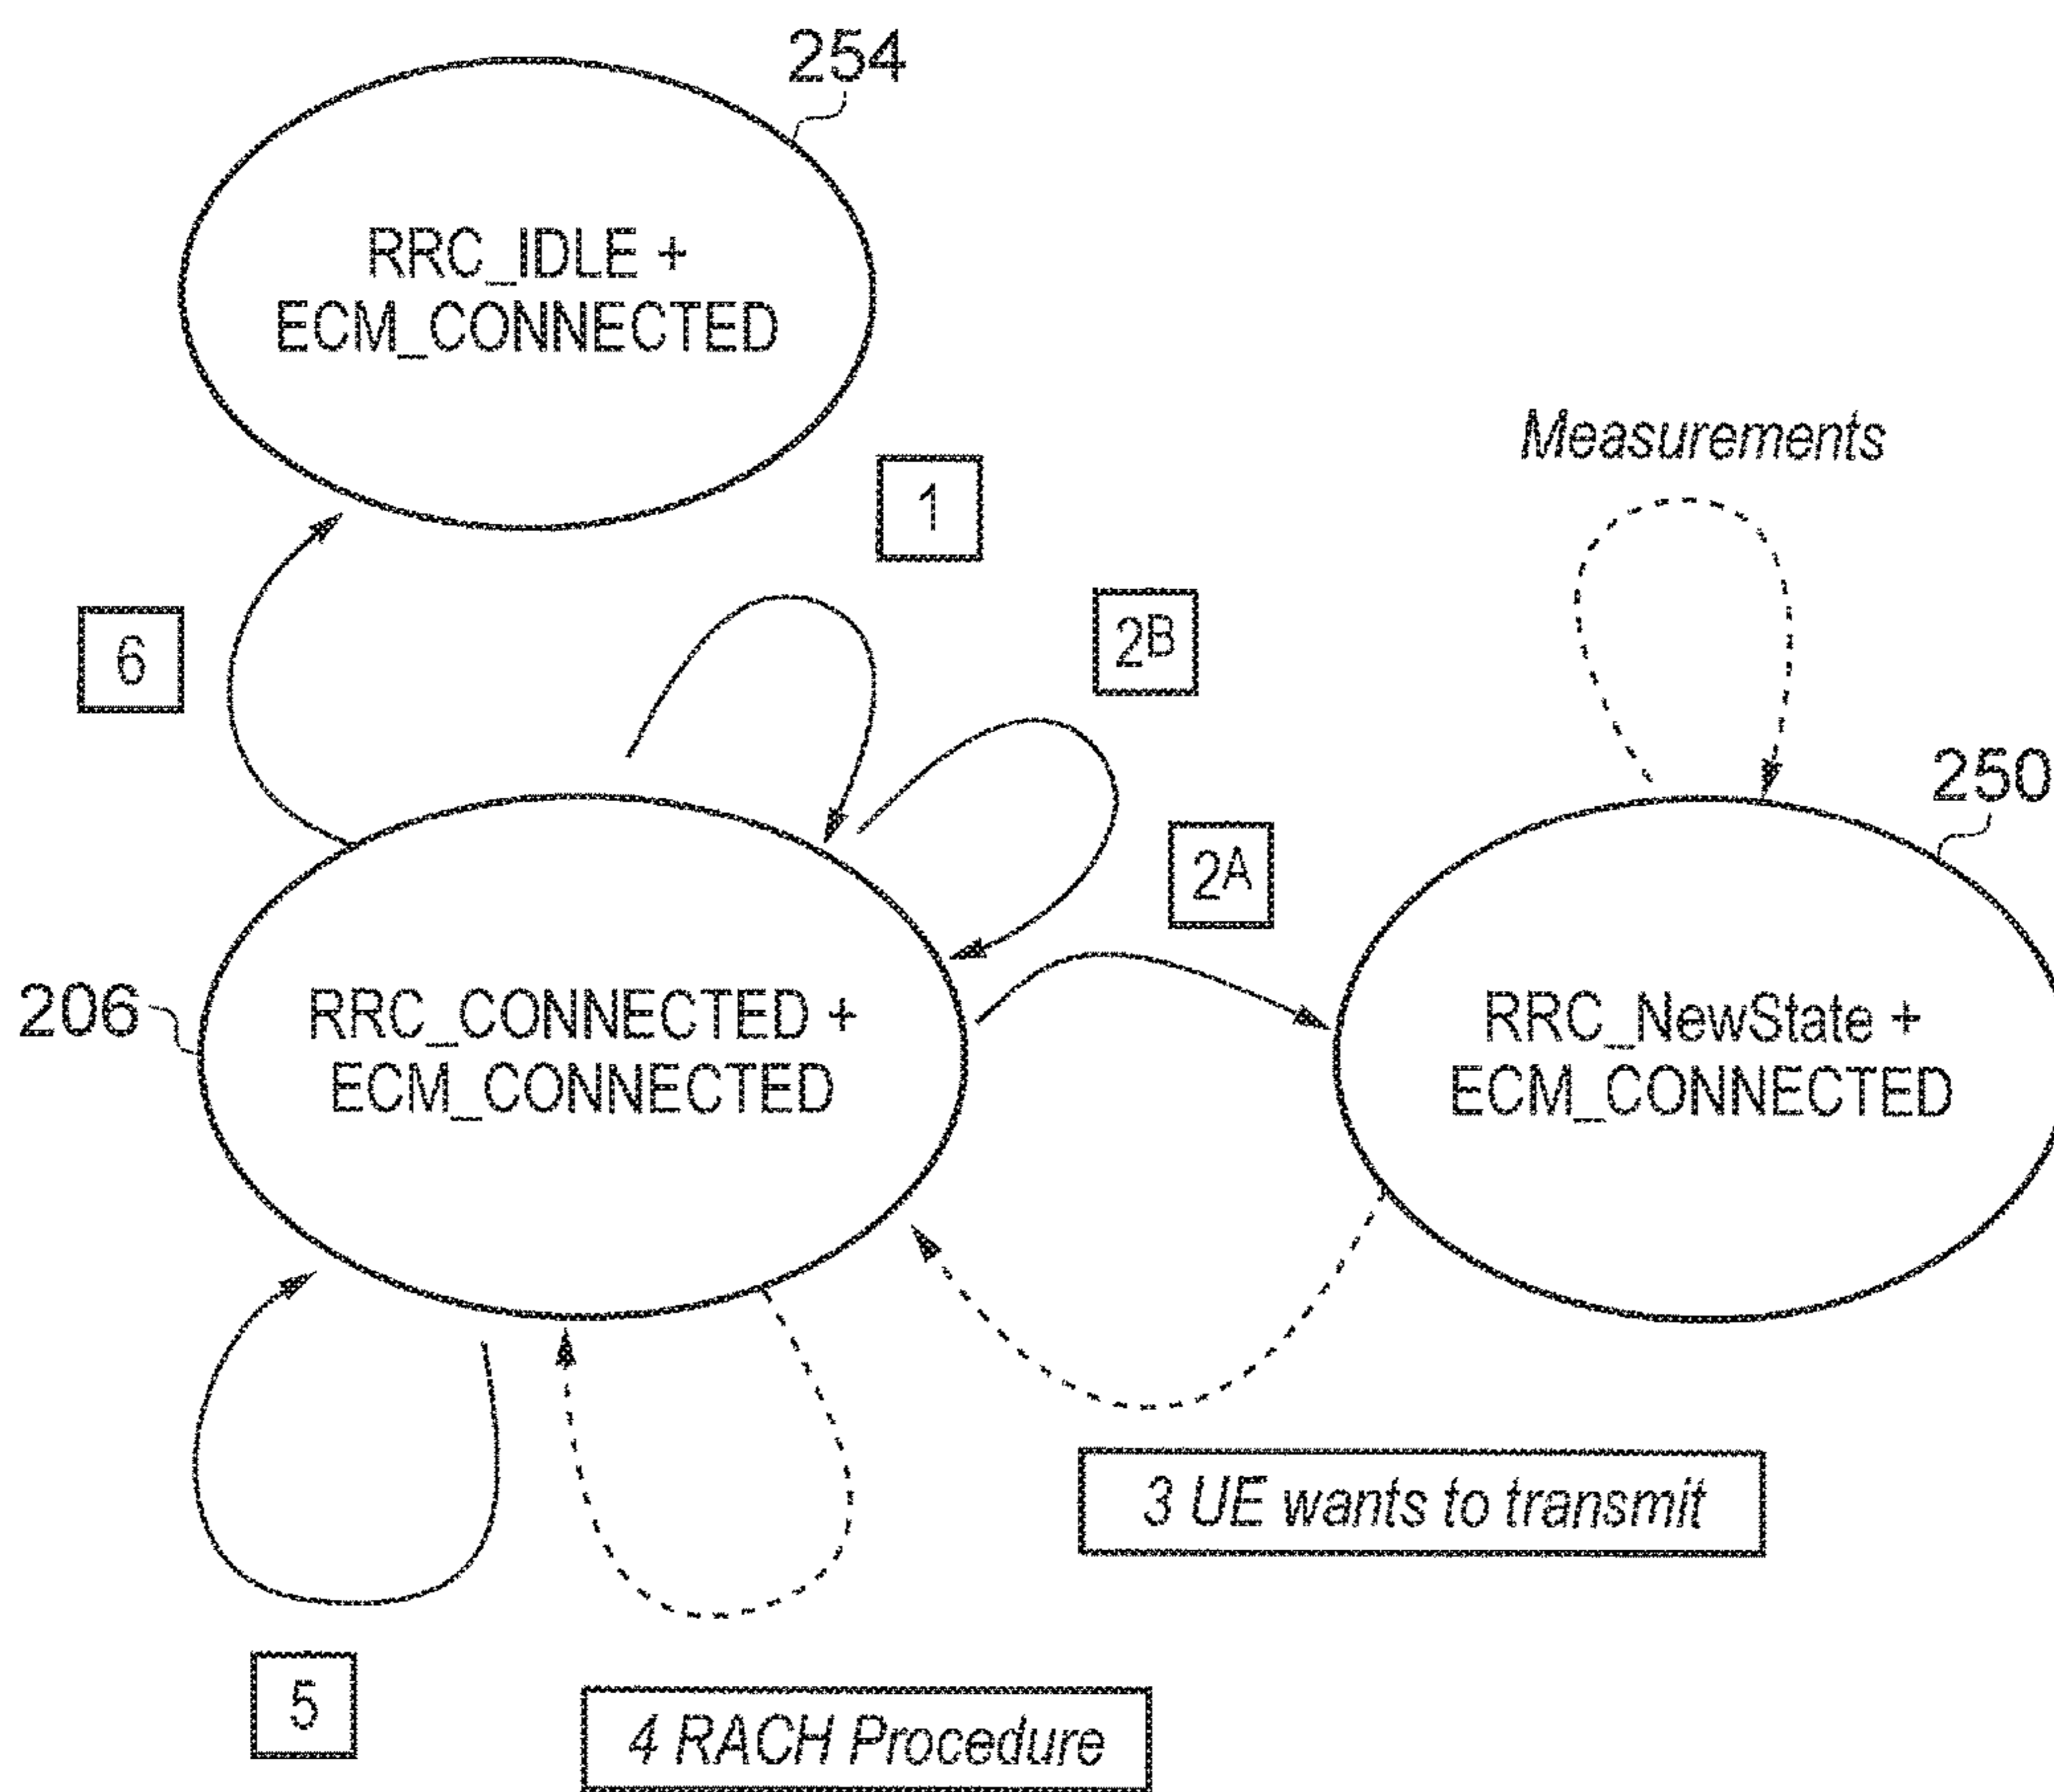 254
RRC_IDLE +
ECM_CONNECTED
1
Measurements
6
2B
250
2A
206
RRC_CONNECTED +
ECM_CONNECTED
RRC_NewState +
ECM_CONNECTED
3 UE wants to transmit
5
4 RACH Procedure